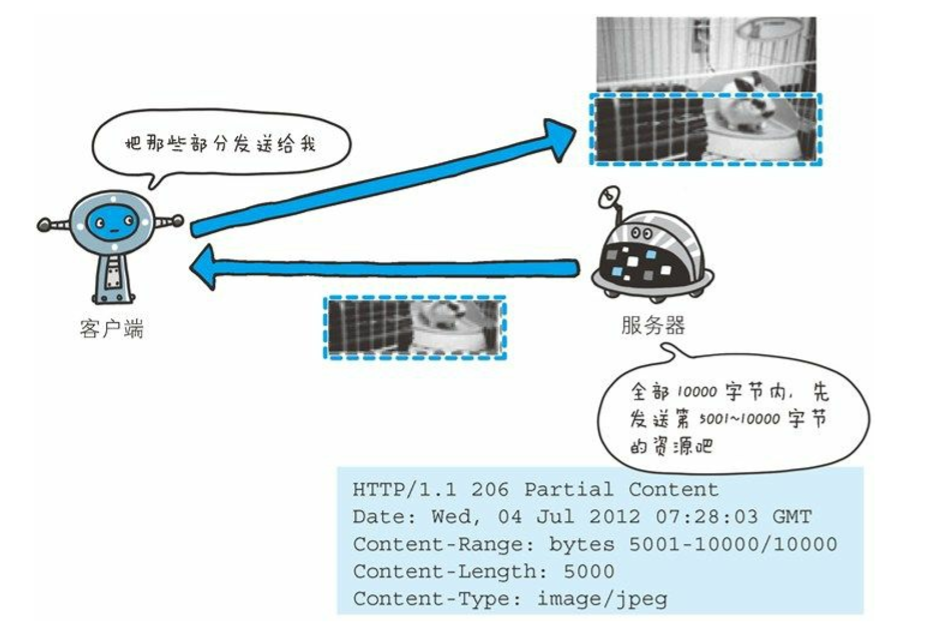 把那些部分发送给我
客户端
服务器
全部 10000 字节内，先
发送第 5001~10000 字节
的资源吧
HTTP/1.1 206 Partial Content
Date: Wed, 04 Jul 2012 07:28:03 GMT
Content-Range: bytes 5001-10000/10000
Content-Length: 5000
Content-Type: image/jpeg